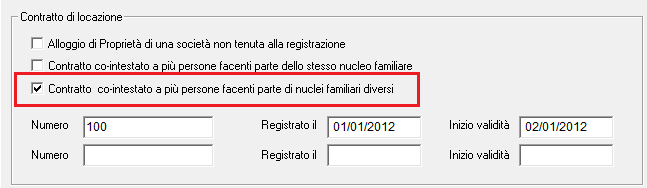 Contratto di locazione
Alloggio di Proprietà di una società non tenuta alla registrazione
Contratto co-intestato a più persone facenti parte dello stesso nucleo familiare
Contratto co-intestato a più persone facenti parte di nuclei familiari diversi
Numero 100 Registrato il 01/01/2012 Inizio validità 02/01/2012
Numero Registrato il Inizio validità